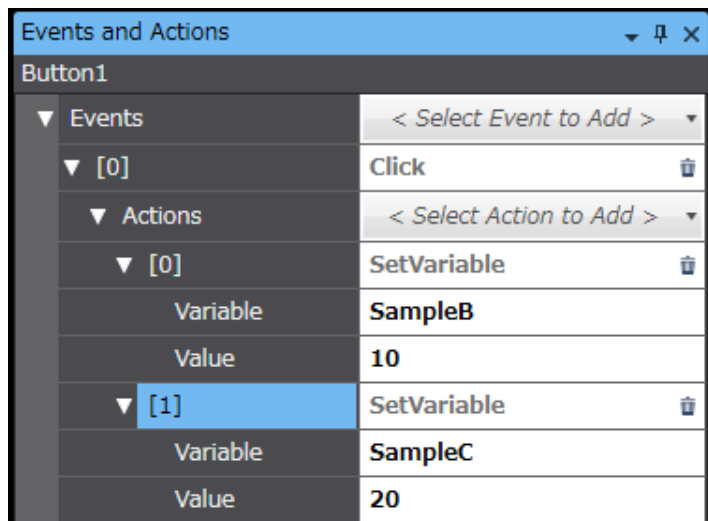 Events and Actions
Button1
Events < Select Event to Add >
[0] Click
Actions < Select Action to Add >
[0] SetVariable
Variable SampleB
Value 10
[1] SetVariable
Variable SampleC
Value 20